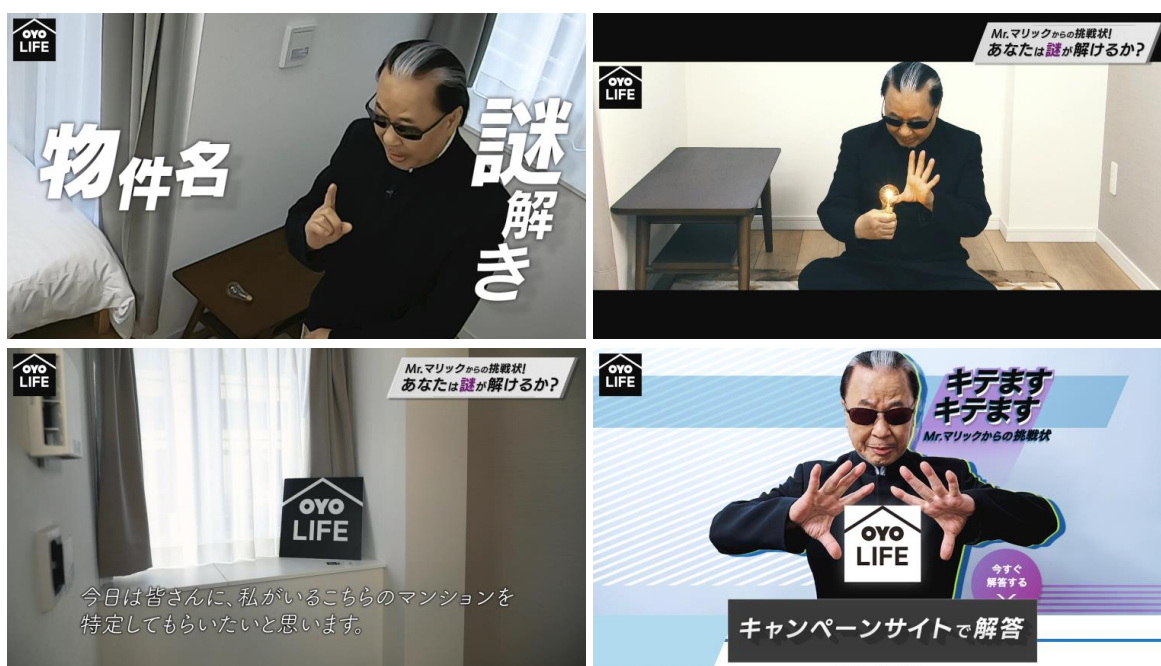 OYO
LIFE
物件名
謎解き
Mr.マリックからの挑戦状!
あなたは謎が解けるか?
OYO
LIFE
OYO
LIFE
Mr.マリックからの挑戦状!
あなたは謎が解けるか?
OYO
LIFE
今日は皆さんに、私がいるこちらのマンションを
特定してもらいたいと思います。
OYO
LIFE
キテます
キテます
Mr.マリックからの挑戦状
OYO
LIFE
今すぐ
解答する
キャンペーンサイトで解答